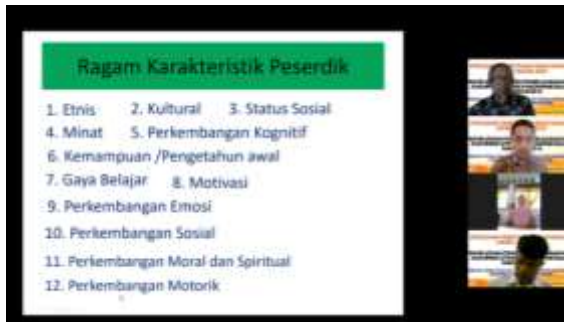 Ragam Karakteristik Peserdik
1. Etnis 2. Kultural 3. Status Sosial
4. Minat 5. Perkembangan Kognitif
6. Kemampuan /Pengetahun awal
7. Gaya Belajar 8. Motivasi
9. Perkembangan Emosi
10. Perkembangan Sosial
11. Perkembangan Moral dan Spiritual
12. Perkembangan Motorik